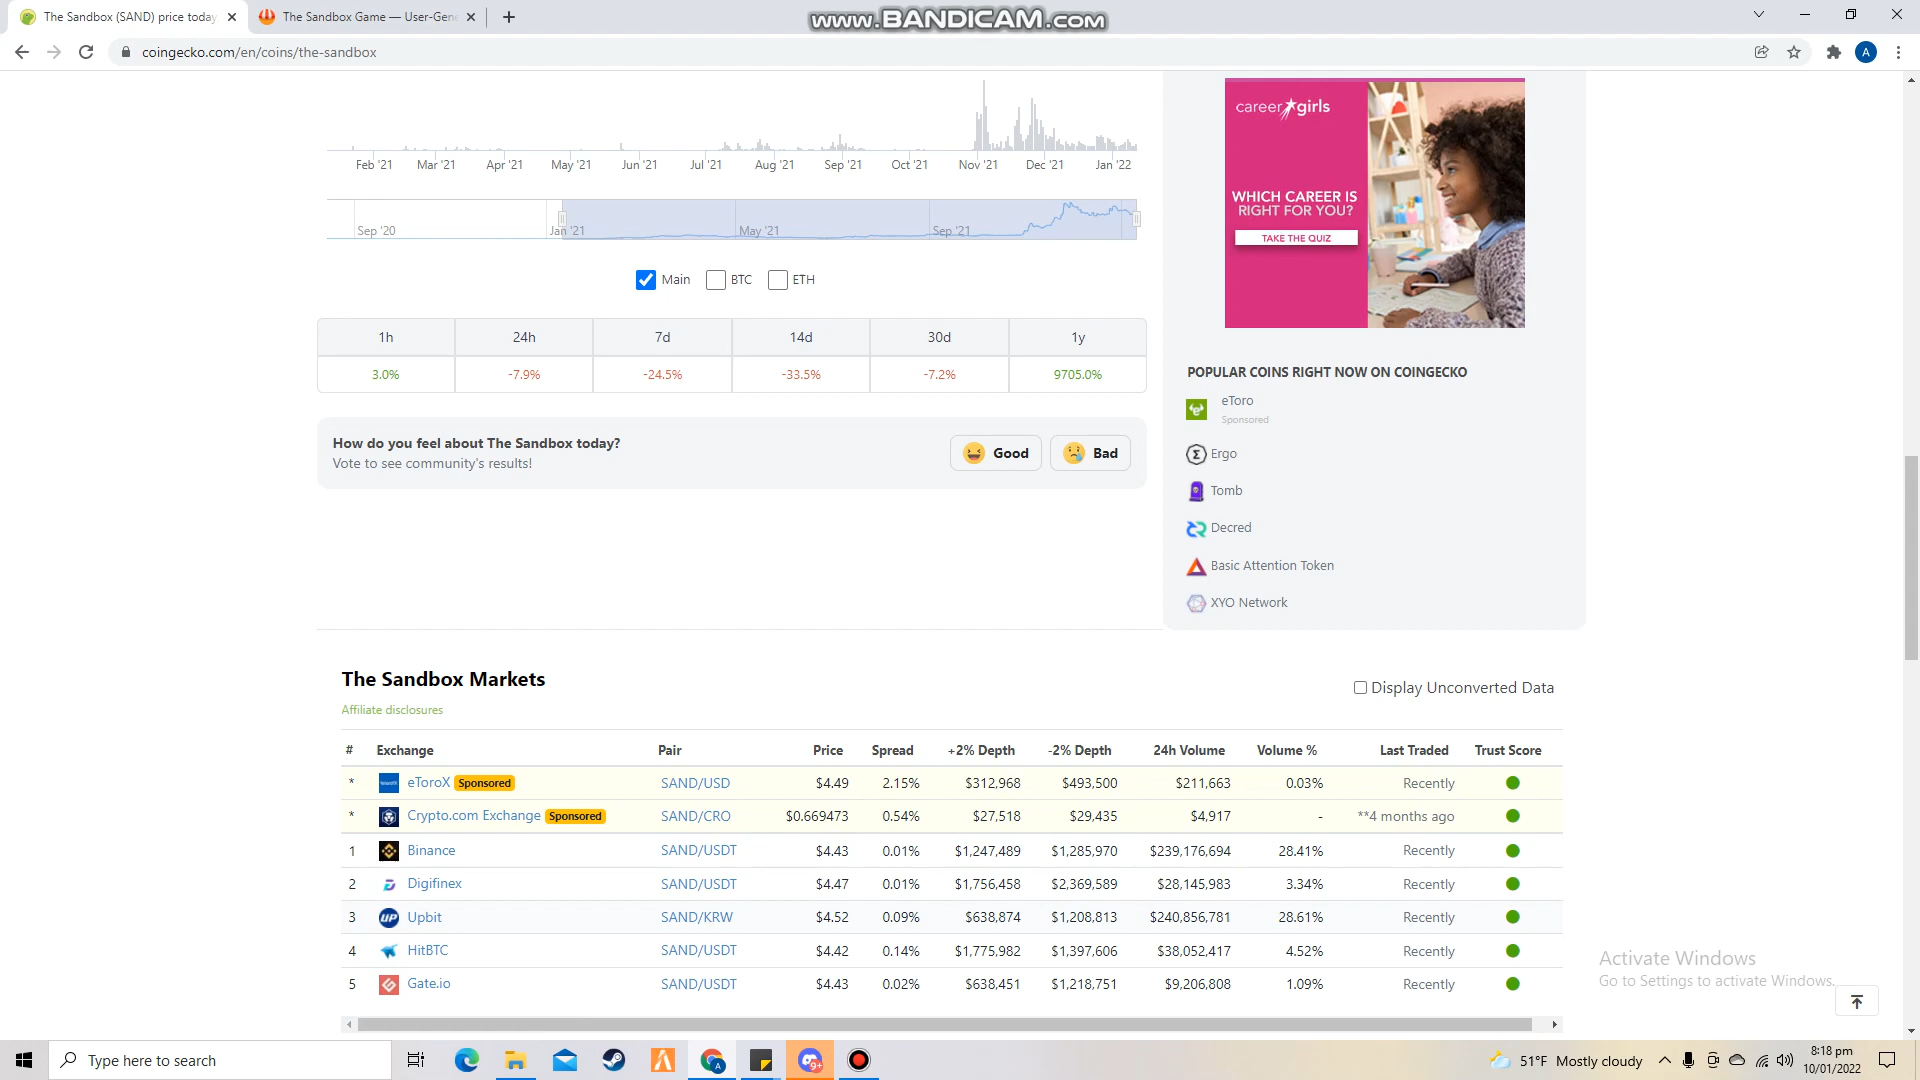 The Sandbox (SAND) price today
The Sandbox Game — User-Gene
www.BANDICAM.com
coingecko.com/en/coins/the-sandbox
A
Feb '21 Mar '21 Apr '21 May '21 Jun '21 Jul '21 Aug '21 Sep '21 Oct '21 Nov '21 Dec '21 Jan '22
Sep '20 Jan '21 May '21 Sep '21
Main BTC ETH
1h 24h 7d 14d 30d 1y
3.0% -7.9% -24.5% -33.5% -7.2% 9705.0%
How do you feel about The Sandbox today?
Vote to see community's results!
Good Bad
career girls
WHICH CAREER IS
RIGHT FOR YOU?
TAKE THE QUIZ
POPULAR COINS RIGHT NOW ON COINGECKO
eToro
Sponsored
Ergo
Tomb
Decred
Basic Attention Token
XYO Network
The Sandbox Markets
Display Unconverted Data
Affiliate disclosures
# Exchange Pair Price Spread +2% Depth -2% Depth 24h Volume Volume % Last Traded Trust Score
* eToroX Sponsored SAND/USD $4.49 2.15% $312,968 $493,500 $211,663 0.03% Recently
* Crypto.com Exchange Sponsored SAND/CRO $0.669473 0.54% $27,518 $29,435 $4,917 - **4 months ago
1 Binance SAND/USDT $4.43 0.01% $1,247,489 $1,285,970 $239,176,694 28.41% Recently
2 Digifinex SAND/USDT $4.47 0.01% $1,756,458 $2,369,589 $28,145,983 3.34% Recently
3 UP Upbit SAND/KRW $4.52 0.09% $638,874 $1,208,813 $240,856,781 28.61% Recently
4 HitBTC SAND/USDT $4.42 0.14% $1,775,982 $1,397,606 $38,052,417 4.52% Recently
5 Gate.io SAND/USDT $4.43 0.02% $638,451 $1,218,751 $9,206,808 1.09% Recently
Activate Windows
Go to Settings to activate Windows.
Type here to search
A
9+
51°F Mostly cloudy
8:18 pm
10/01/2022